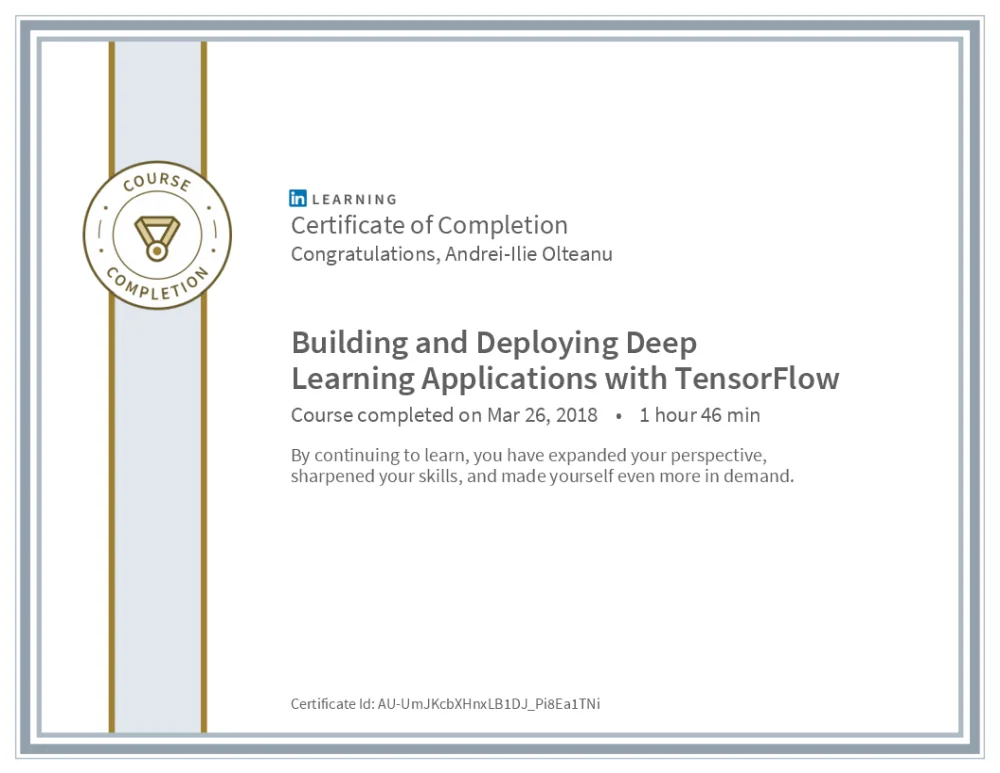 COURSE
COMPLETION
in LEARNING
Certificate of Completion
Congratulations, Andrei-Ilie Olteanu
Building and Deploying Deep
Learning Applications with TensorFlow
Course completed on Mar 26, 2018 • 1 hour 46 min
By continuing to learn, you have expanded your perspective,
sharpened your skills, and made yourself even more in demand.
Certificate Id: AU-UmJKcbXHnxLB1DJ_Pi8Ea1TNi